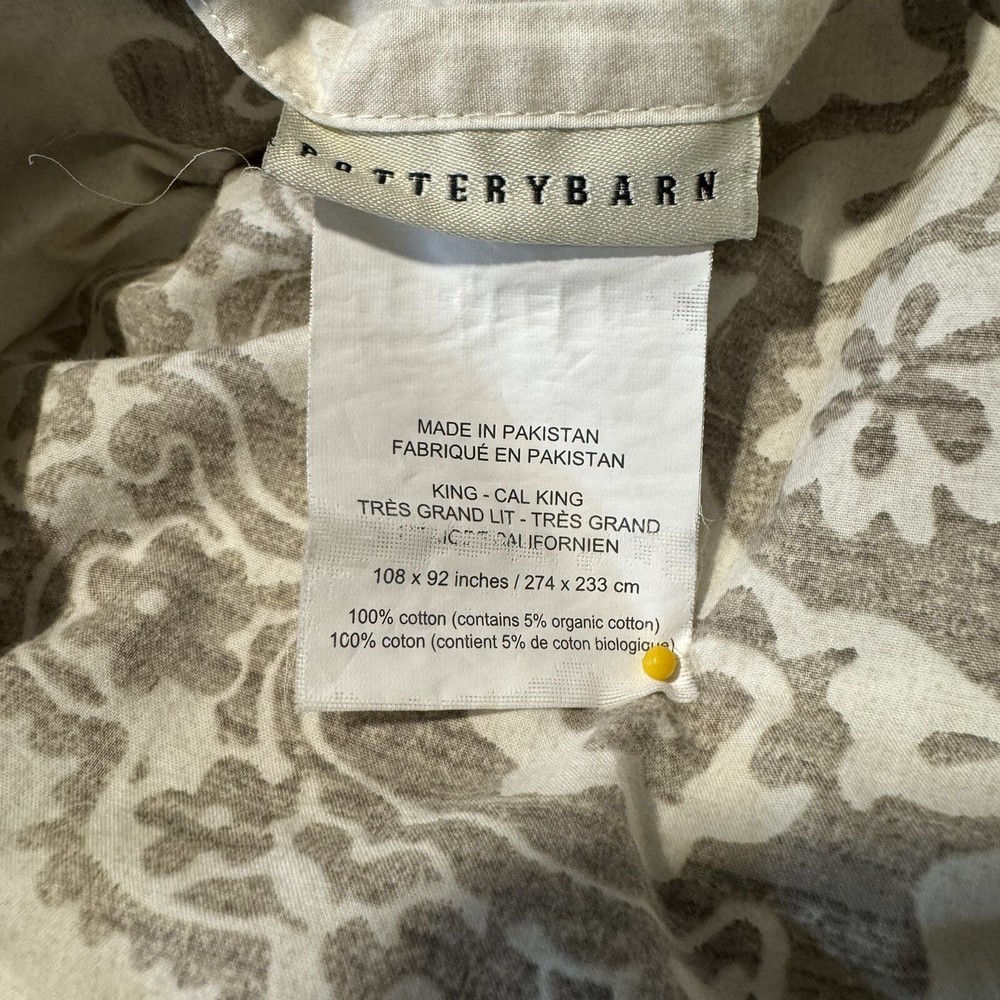 POTTERYBARN
MADE IN PAKISTAN
FABRIQUÉ EN PAKISTAN
KING - CAL KING
TRÈS GRAND LIT - TRÈS GRAND
CALIFORNIEN
108 x 92 inches / 274 x 233 cm
100% cotton (contains 5% organic cotton)
100% coton (contient 5% de coton biologique)